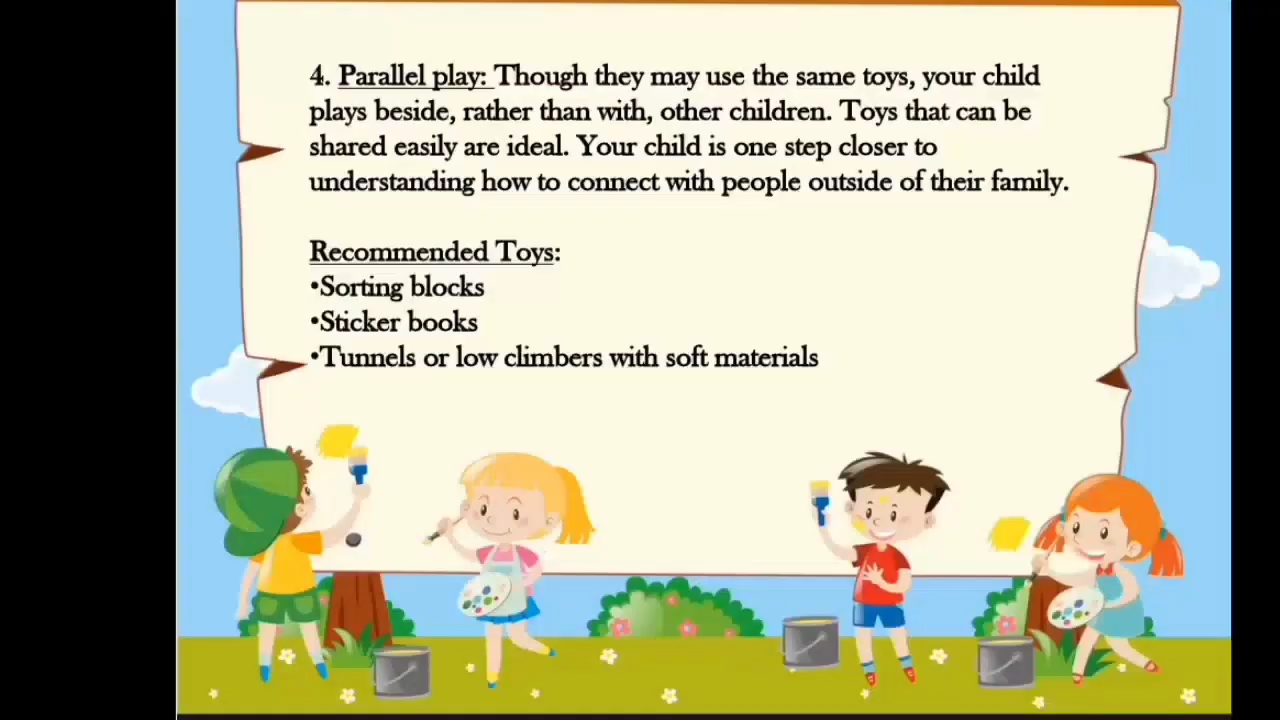 4. Parallel play: Though they may use the same toys, your child
plays beside, rather than with, other children. Toys that can be
shared easily are ideal. Your child is one step closer to
understanding how to connect with people outside of their family.
Recommended Toys:
•Sorting blocks
•Sticker books
•Tunnels or low climbers with soft materials